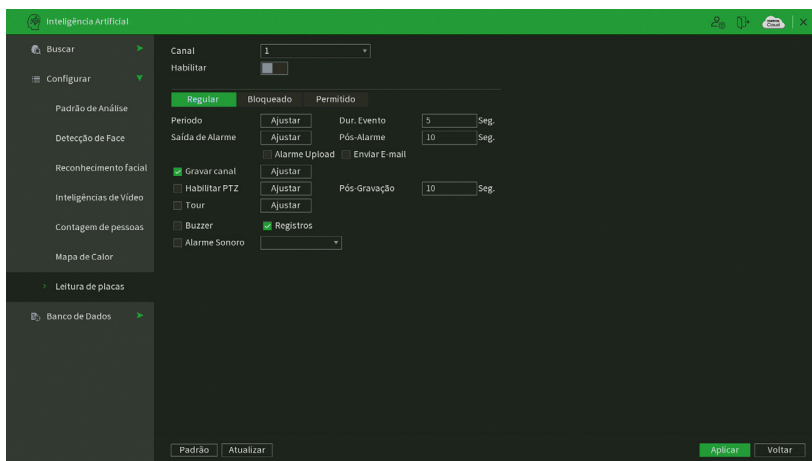 Inteligência Artificial
Buscar
Configurar
Padrão de Análise
Detecção de Face
Reconhecimento facial
Inteligências de Vídeo
Contagem de pessoas
Mapa de Calor
Leitura de placas
Banco de Dados
Canal 1
Habilitar
Regular Bloqueado Permitido
Periodo Ajustar Dur. Evento 5 Seg.
Saída de Alarme Ajustar Pós-Alarme 10 Seg.
Alarme Upload Enviar E-mail
Gravar canal Ajustar
Habilitar PTZ Ajustar Pós-Gravação 10 Seg.
Tour Ajustar
Buzzer Registros
Alarme Sonoro
Padrão Atualizar Aplicar Voltar